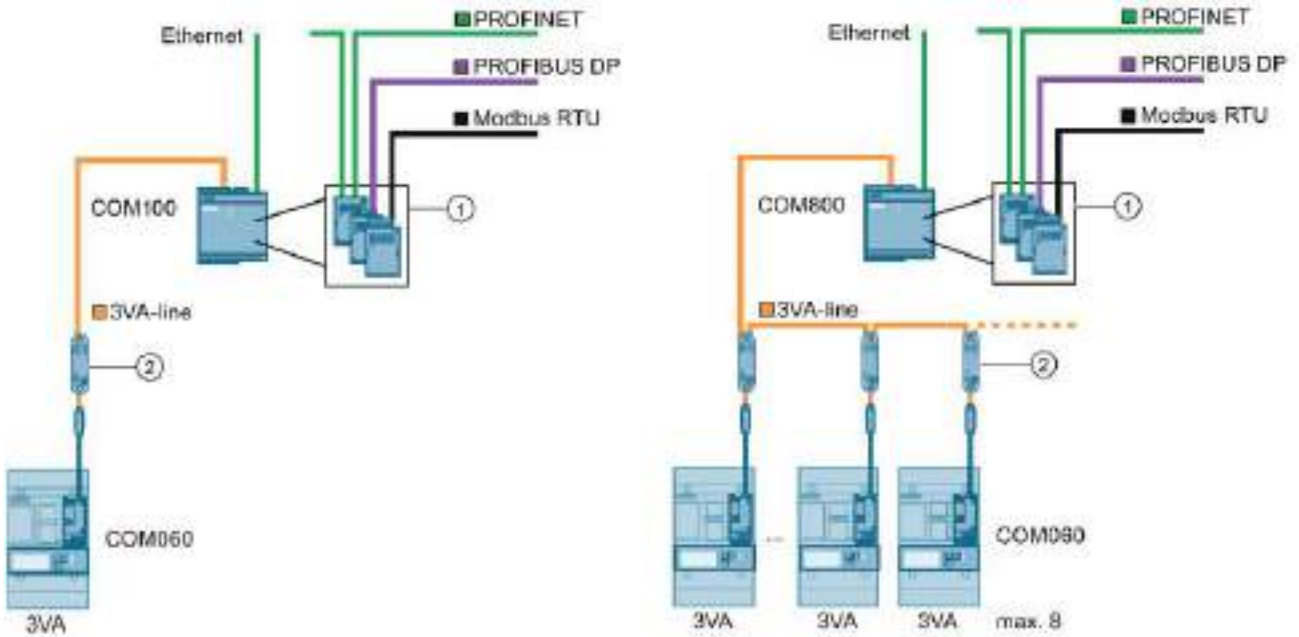 Ethernet
PROFINET
PROFIBUS DP
Modbus RTU
COM100
1
3VA-line
2
COM060
3VA
Ethernet
PROFINET
PROFIBUS DP
Modbus RTU
COM800
1
3VA-line
2
...
COM060
3VA 3VA 3VA max. 8